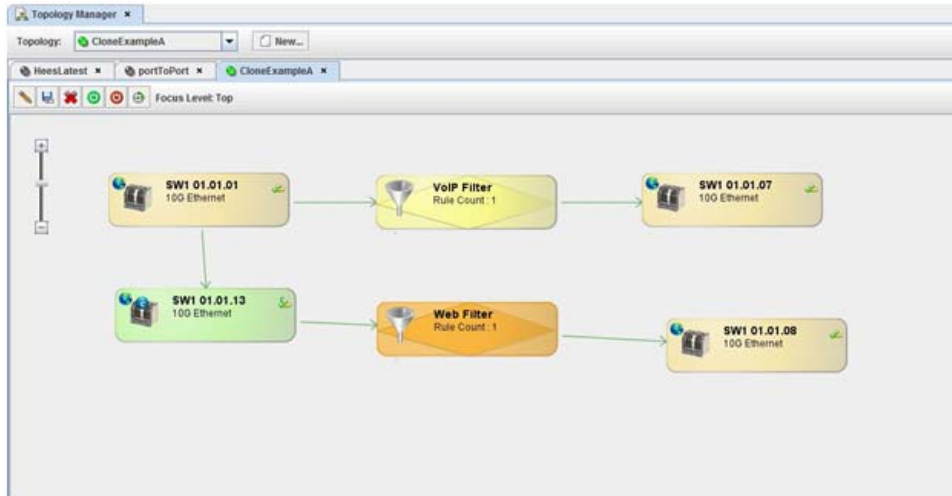 Topology Manager
Topology: CloneExampleA New...
HeesLatest portToPort CloneExampleA
Focus Level: Top
SW1 01.01.01
10G Ethernet
VoIP Filter
Rule Count : 1
SW1 01.01.07
10G Ethernet
SW1 01.01.13
10G Ethernet
Web Filter
Rule Count : 1
SW1 01.01.08
10G Ethernet